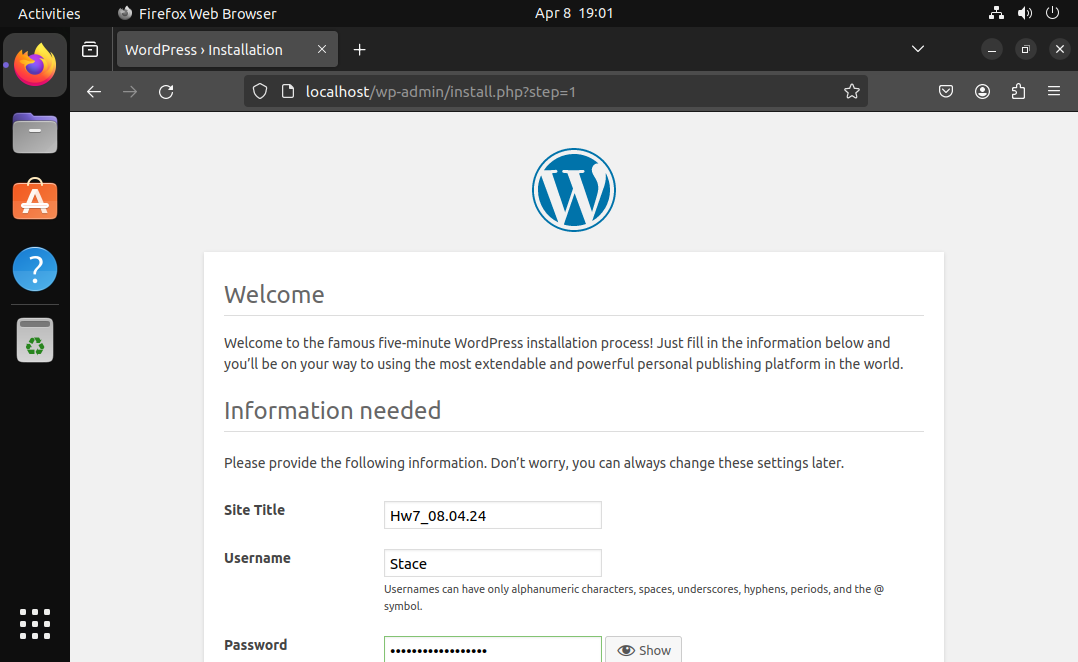 Activities Firefox Web Browser Apr 8 19:01
WordPress › Installation
localhost/wp-admin/install.php?step=1
Welcome
Welcome to the famous five-minute WordPress installation process! Just fill in the information below and
you’ll be on your way to using the most extendable and powerful personal publishing platform in the world.
Information needed
Please provide the following information. Don’t worry, you can always change these settings later.
Site Title Hw7_08.04.24
Username Stace
Usernames can have only alphanumeric characters, spaces, underscores, hyphens, periods, and the @
symbol.
Password •••••••••••••••••• Show